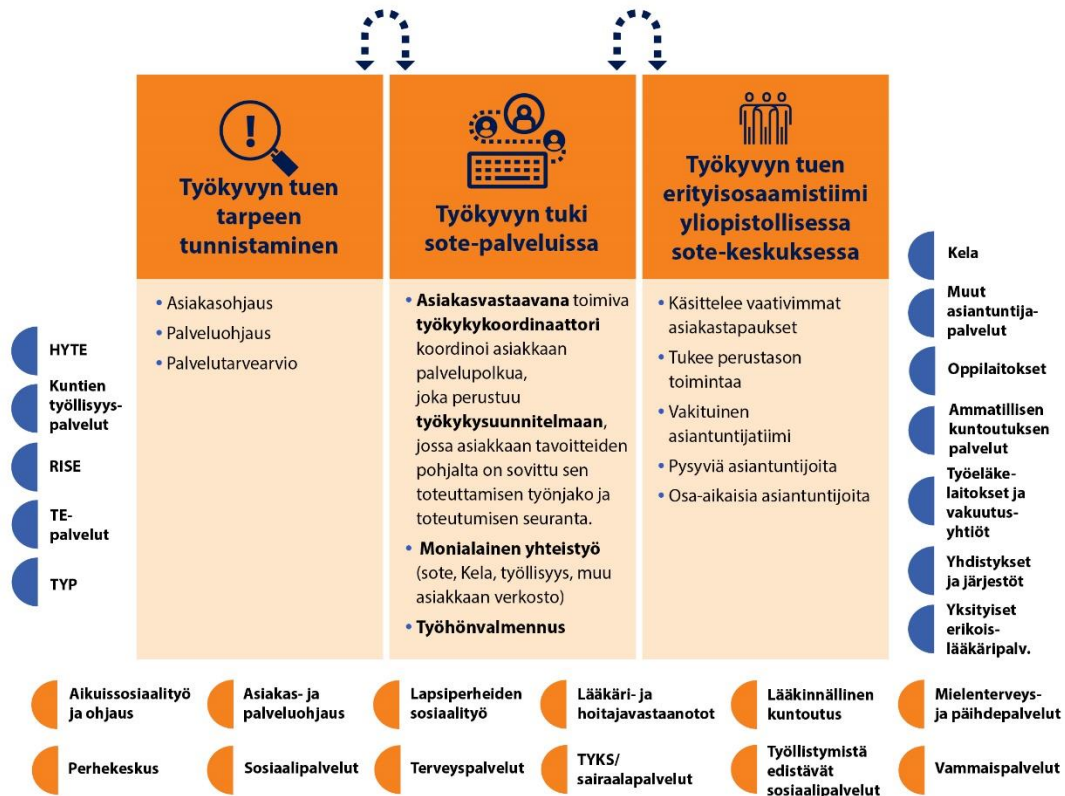 Työkyvyn tuen
tarpeen
tunnistaminen
Työkyvyn tuki
sote-palveluissa
Työkyvyn tuen
erityisosaamistiimi
yliopistollisessa
sote-keskuksessa
• Asiakasohjaus
• Palveluohjaus
• Palvelutarvearvio
• Asiakasvastaavana toimiva
työkykykoordinaattori
koordinoi asiakkaan
palvelupolkua,
joka perustuu
työkykysuunnitelmaan,
jossa asiakkaan tavoitteiden
pohjalta on sovittu sen
toteuttamisen työnjako ja
toteutumisen seuranta.
• Monialainen yhteistyö
(sote, Kela, työllisyys, muu
asiakkaan verkosto)
• Työhönvalmennus
• Käsittelee vaativimmat
asiakastapaukset
• Tukee perustason
toimintaa
• Vakituinen
asiantuntijatiimi
• Pysyviä asiantuntijoita
• Osa-aikaisia asiantuntijoita
HYTE
Kuntien
työllisyys-
palvelut
RISE
TE-
palvelut
TYP
Kela
Muut
asiantuntija-
palvelut
Oppilaitokset
Ammatillisen
kuntoutuksen
palvelut
Työeläke-
laitokset ja
vakuutus-
yhtiöt
Yhdistykset
ja järjestöt
Yksityiset
erikois-
lääkäripalv.
Aikuissosiaalityö
ja ohjaus
Asiakas- ja
palveluohjaus
Lapsiperheiden
sosiaalityö
Lääkäri- ja
hoitajavastaanotot
Lääkinnällinen
kuntoutus
Mielenterveys-
ja päihdepalvelut
Perhekeskus
Sosiaalipalvelut
Terveyspalvelut
TYKS/
sairaalapalvelut
Työllistymistä
edistävät
sosiaalipalvelut
Vammaispalvelut